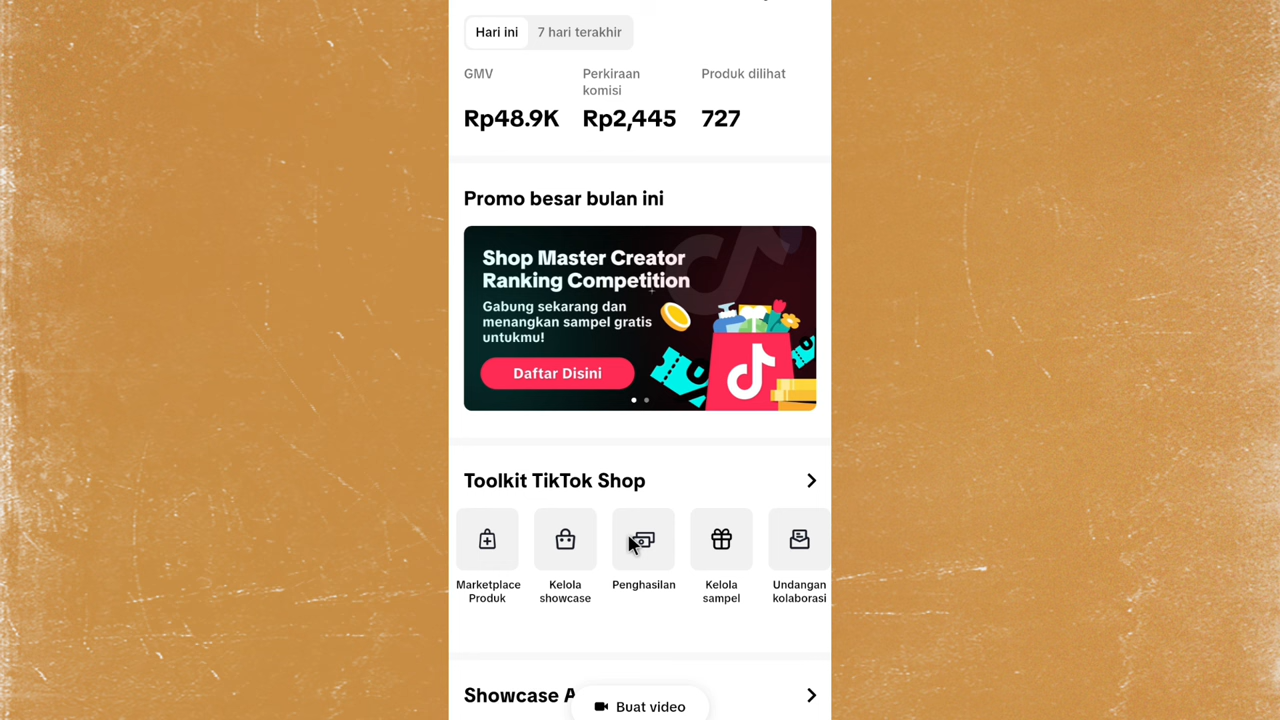 Hari ini
7 hari terakhir
GMV
Perkiraan
komisi
Produk dilihat
Rp48.9K
Rp2,445
727
Promo besar bulan ini
Shop Master Creator
Ranking Competition
Gabung sekarang dan
menangkan sampel gratis
untukmu!
Daftar Disini
Toolkit TikTok Shop
Marketplace
Produk
Kelola
showcase
Penghasilan
Kelola
sampel
Undangan
kolaborasi
Showcase
Buat video